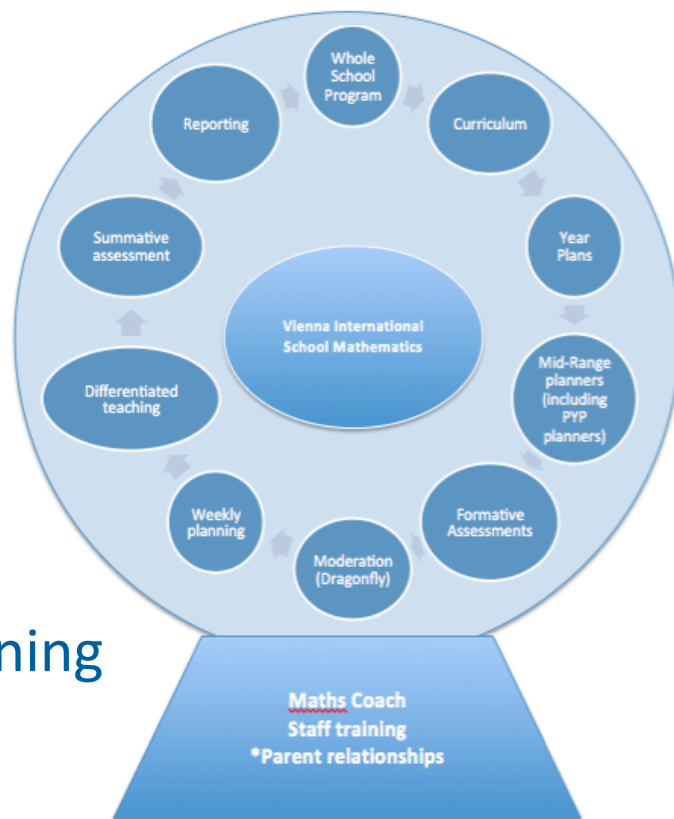 Whole
School
Program
Curriculum
Year
Plans
Mid-Range
planners
(including
PYP
planners)
Formative
Assessments
Moderation
(Dragonfly)
Weekly
planning
Differentiated
teaching
Summative
assessment
Reporting
Vienna International
School Mathematics
ning
Maths Coach
Staff training
*Parent relationships